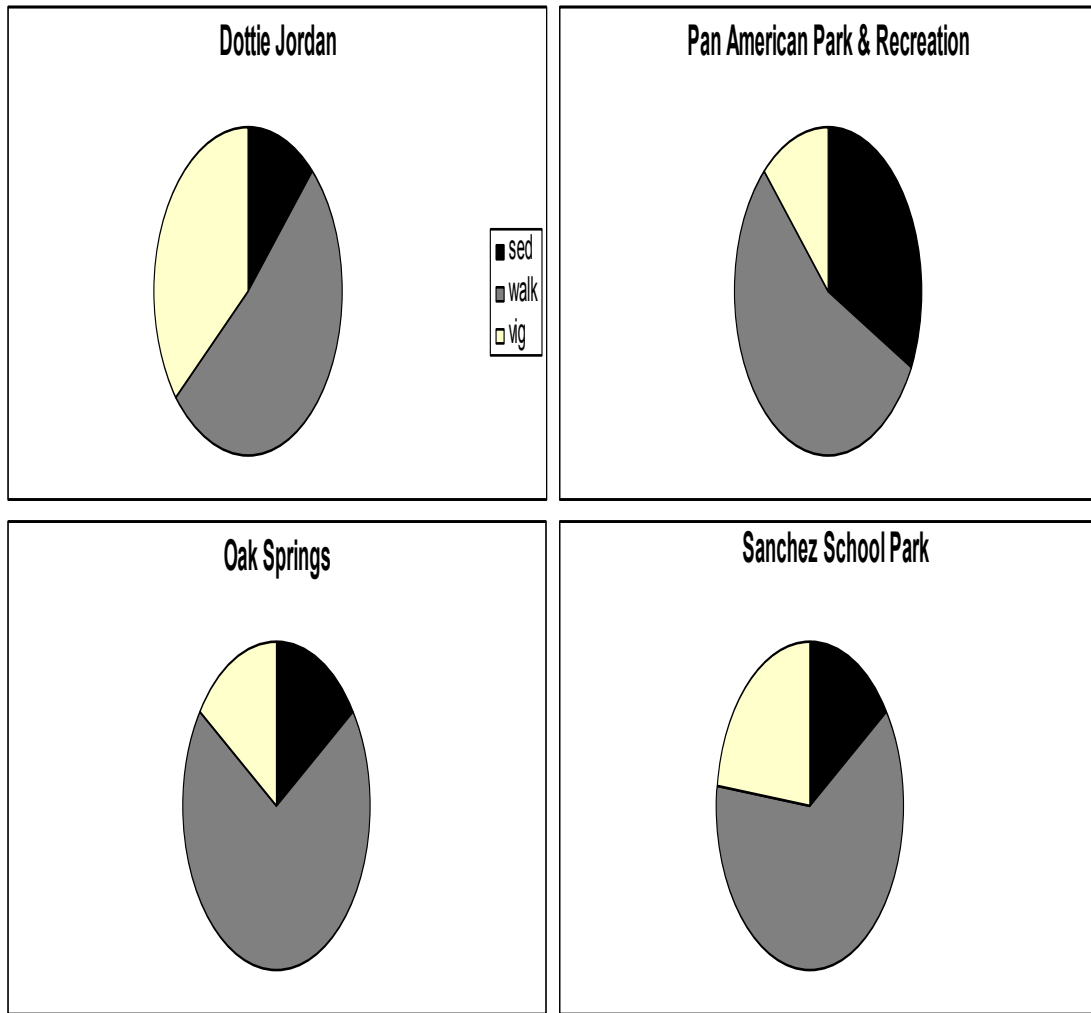 Dottie Jordan
sed
walk
vig
Pan American Park & Recreation
Oak Springs
Sanchez School Park